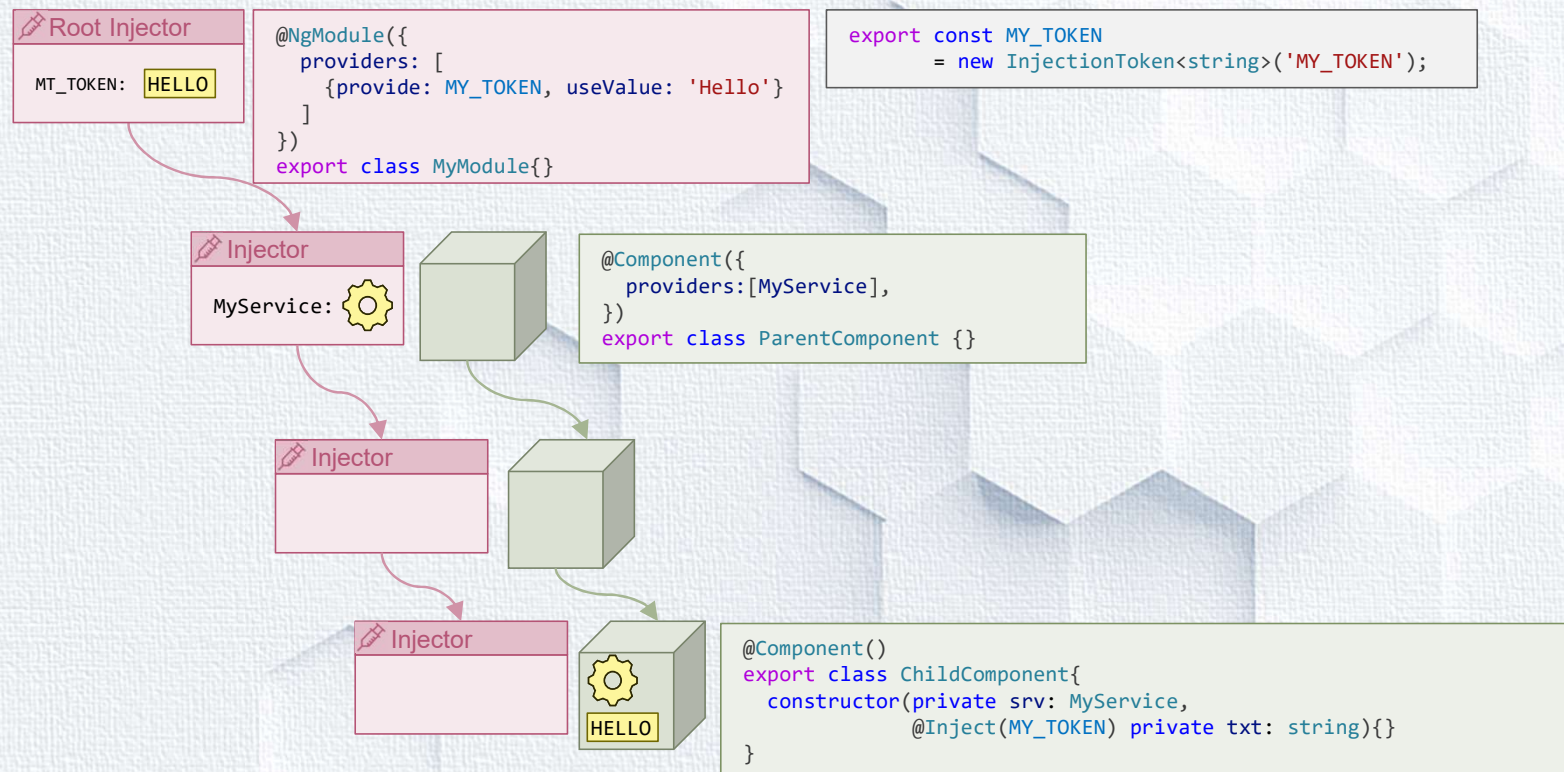 Root Injector
MT_TOKEN: HELLO
@NgModule({
  providers: [
    {provide: MY_TOKEN, useValue: 'Hello'}
  ]
})
export class MyModule{}
export const MY_TOKEN
       = new InjectionToken<string>('MY_TOKEN');
Injector
MyService:
@Component({
  providers:[MyService],
})
export class ParentComponent {}
Injector
Injector
HELLO
@Component()
export class ChildComponent{
  constructor(private srv: MyService,
              @Inject(MY_TOKEN) private txt: string){}
}